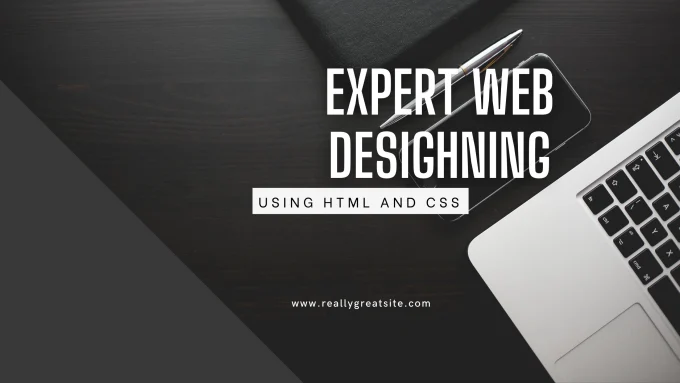 EXPERT WEB
DESIGHNING
USING HTML AND CSS
www.reallygreatsite.com